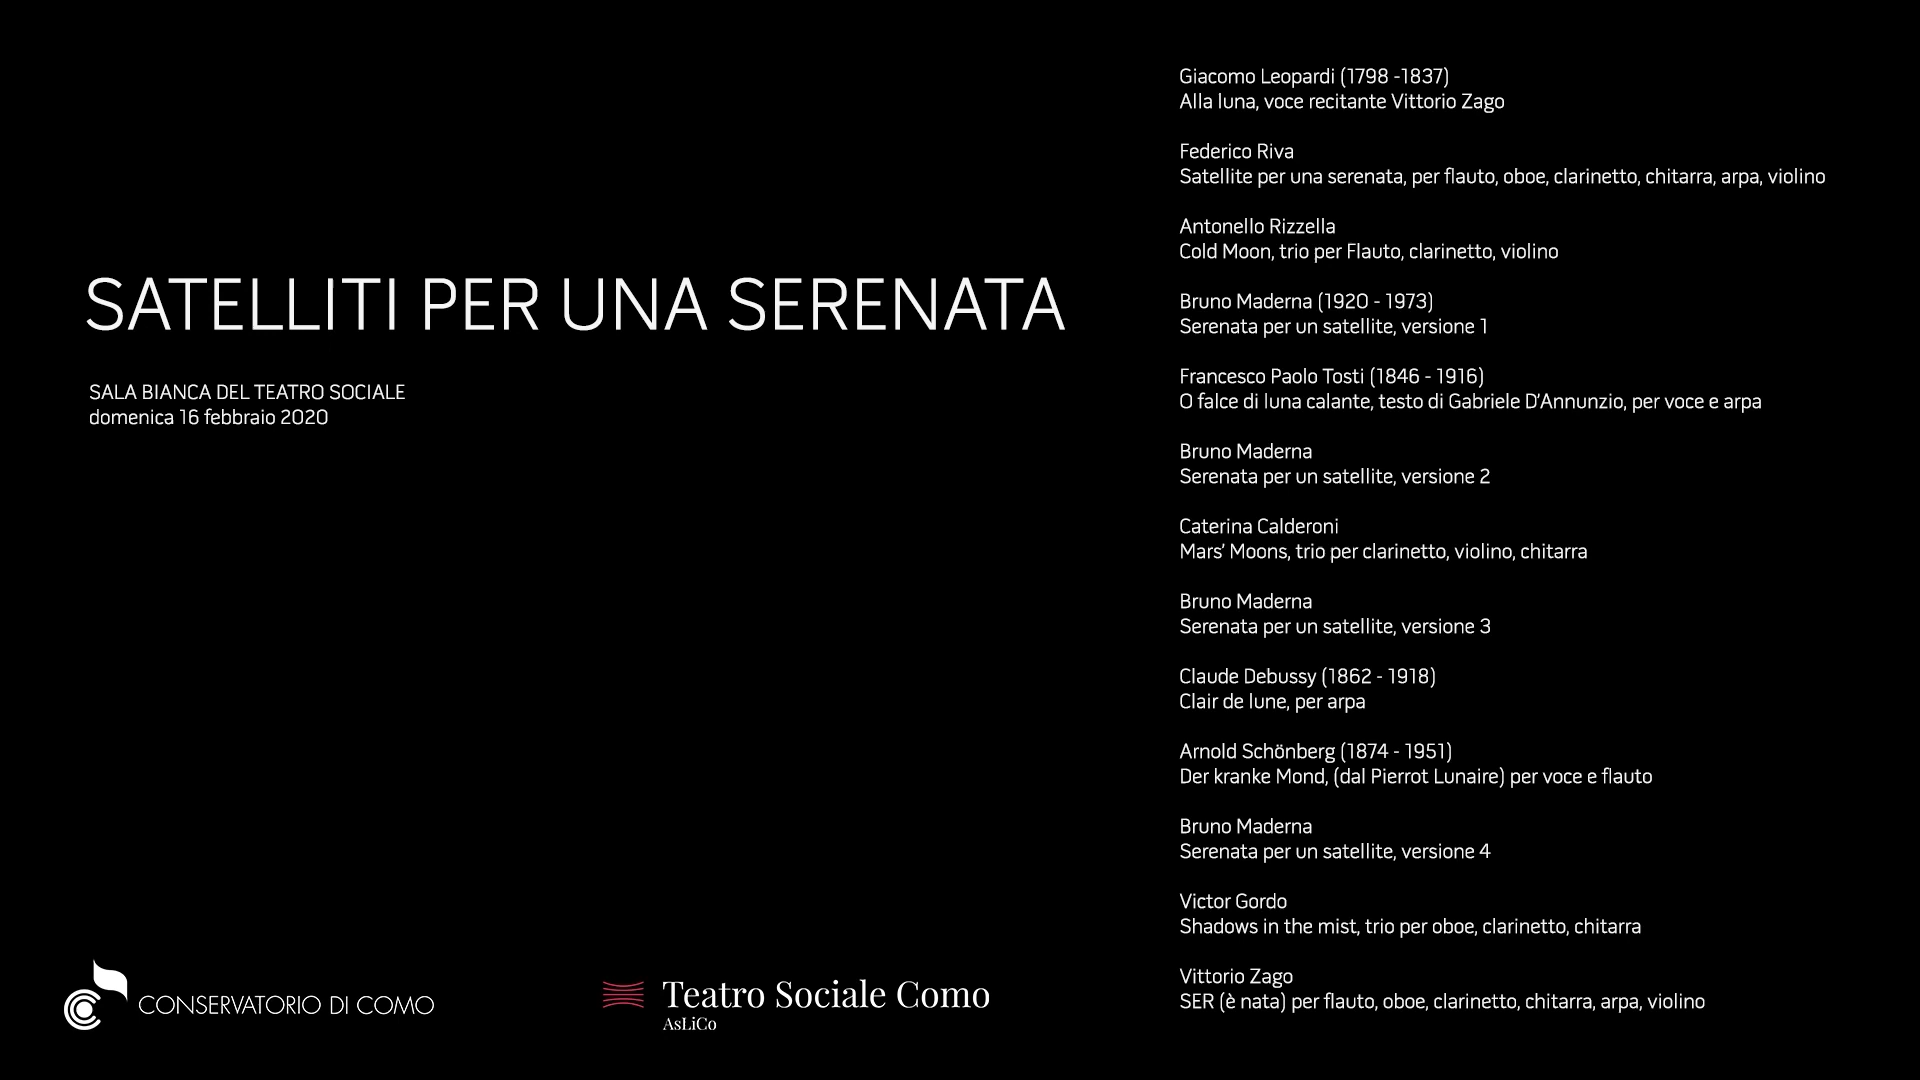 SATELLITI PER UNA SERENATA
SALA BIANCA DEL TEATRO SOCIALE
domenica 16 febbraio 2020
Giacomo Leopardi (1798 -1837)
Alla luna, voce recitante Vittorio Zago
Federico Riva
Satellite per una serenata, per flauto, oboe, clarinetto, chitarra, arpa, violino
Antonello Rizzella
Cold Moon, trio per Flauto, clarinetto, violino
Bruno Maderna (1920 - 1973)
Serenata per un satellite, versione 1
Francesco Paolo Tosti (1846 - 1916)
O falce di luna calante, testo di Gabriele D'Annunzio, per voce e arpa
Bruno Maderna
Serenata per un satellite, versione 2
Caterina Calderoni
Mars' Moons, trio per clarinetto, violino, chitarra
Bruno Maderna
Serenata per un satellite, versione 3
Claude Debussy (1862 - 1918)
Clair de lune, per arpa
Arnold Schönberg (1874 - 1951)
Der kranke Mond, (dal Pierrot Lunaire) per voce e flauto
Bruno Maderna
Serenata per un satellite, versione 4
Victor Gordo
Shadows in the mist, trio per oboe, clarinetto, chitarra
Vittorio Zago
SER (è nata) per flauto, oboe, clarinetto, chitarra, arpa, violino
CONSERVATORIO DI COMO
Teatro Sociale Como
AsLiCo